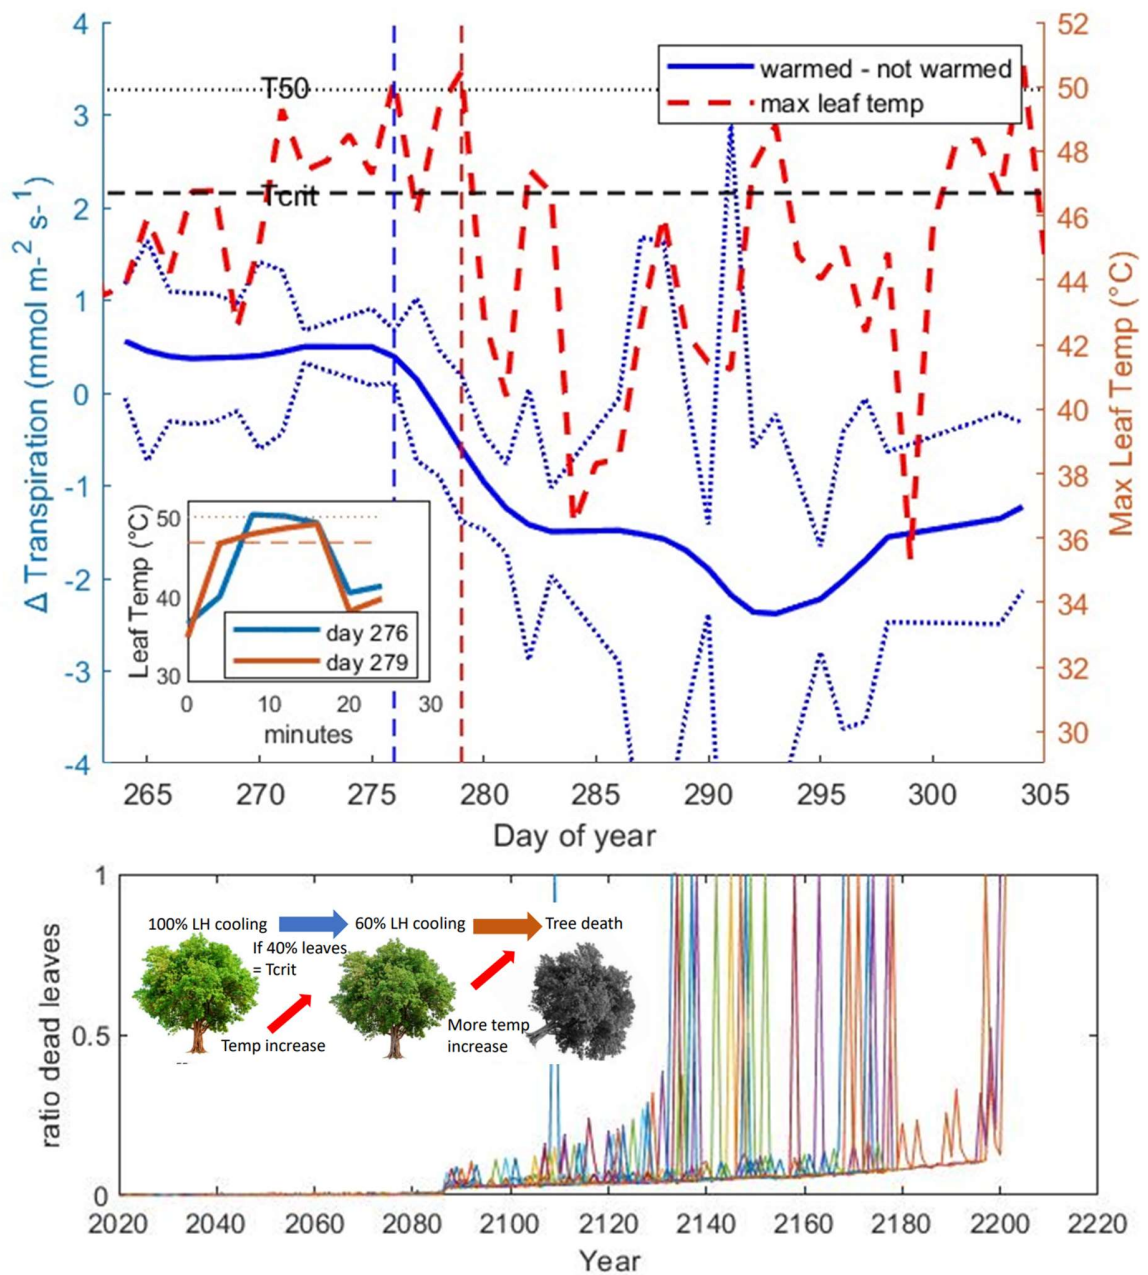 4
3
2
1
0
-1
-2
-3
-4
Δ Transpiration (mmol m-2 s-1)
52
50
48
46
44
42
40
38
36
34
32
30
Max Leaf Temp (°C)
T50
Tcrit
warmed - not warmed
max leaf temp
Leaf Temp (°C)
50
40
30
day 276
day 279
0 10 20 30
minutes
265 270 275 280 285 290 295 300 305
Day of year
1
0.5
0
ratio dead leaves
100% LH cooling
60% LH cooling
Tree death
If 40% leaves
= Tcrit
Temp increase
More temp
increase
--
2020 2040 2060 2080 2100 2120 2140 2160 2180 2200 2220
Year